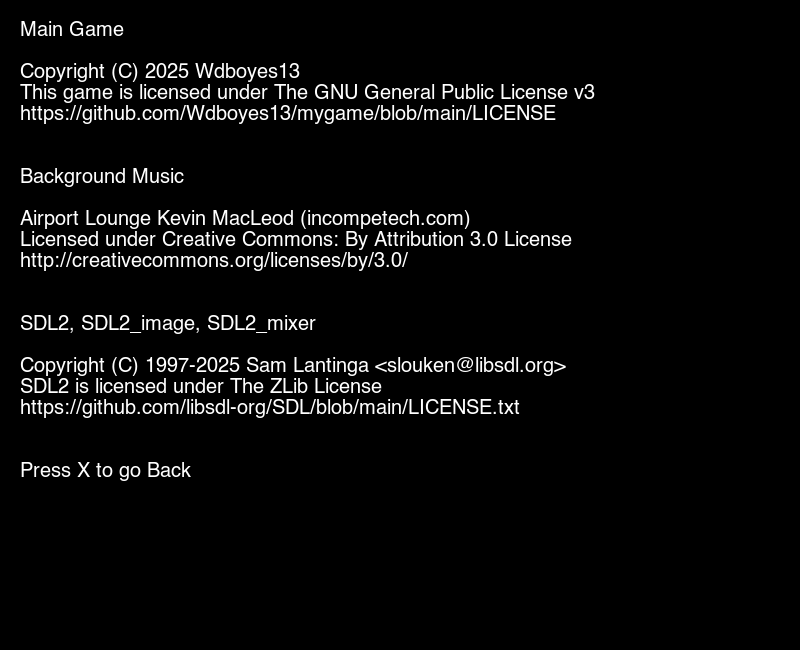 Main Game
Copyright (C) 2025 Wdboyes13
This game is licensed under The GNU General Public License v3
https://github.com/Wdboyes13/mygame/blob/main/LICENSE
Background Music
Airport Lounge Kevin MacLeod (incompetech.com)
Licensed under Creative Commons: By Attribution 3.0 License
http://creativecommons.org/licenses/by/3.0/
SDL2, SDL2_image, SDL2_mixer
Copyright (C) 1997-2025 Sam Lantinga <slouken@libsdl.org>
SDL2 is licensed under The ZLib License
https://github.com/libsdl-org/SDL/blob/main/LICENSE.txt
Press X to go Back